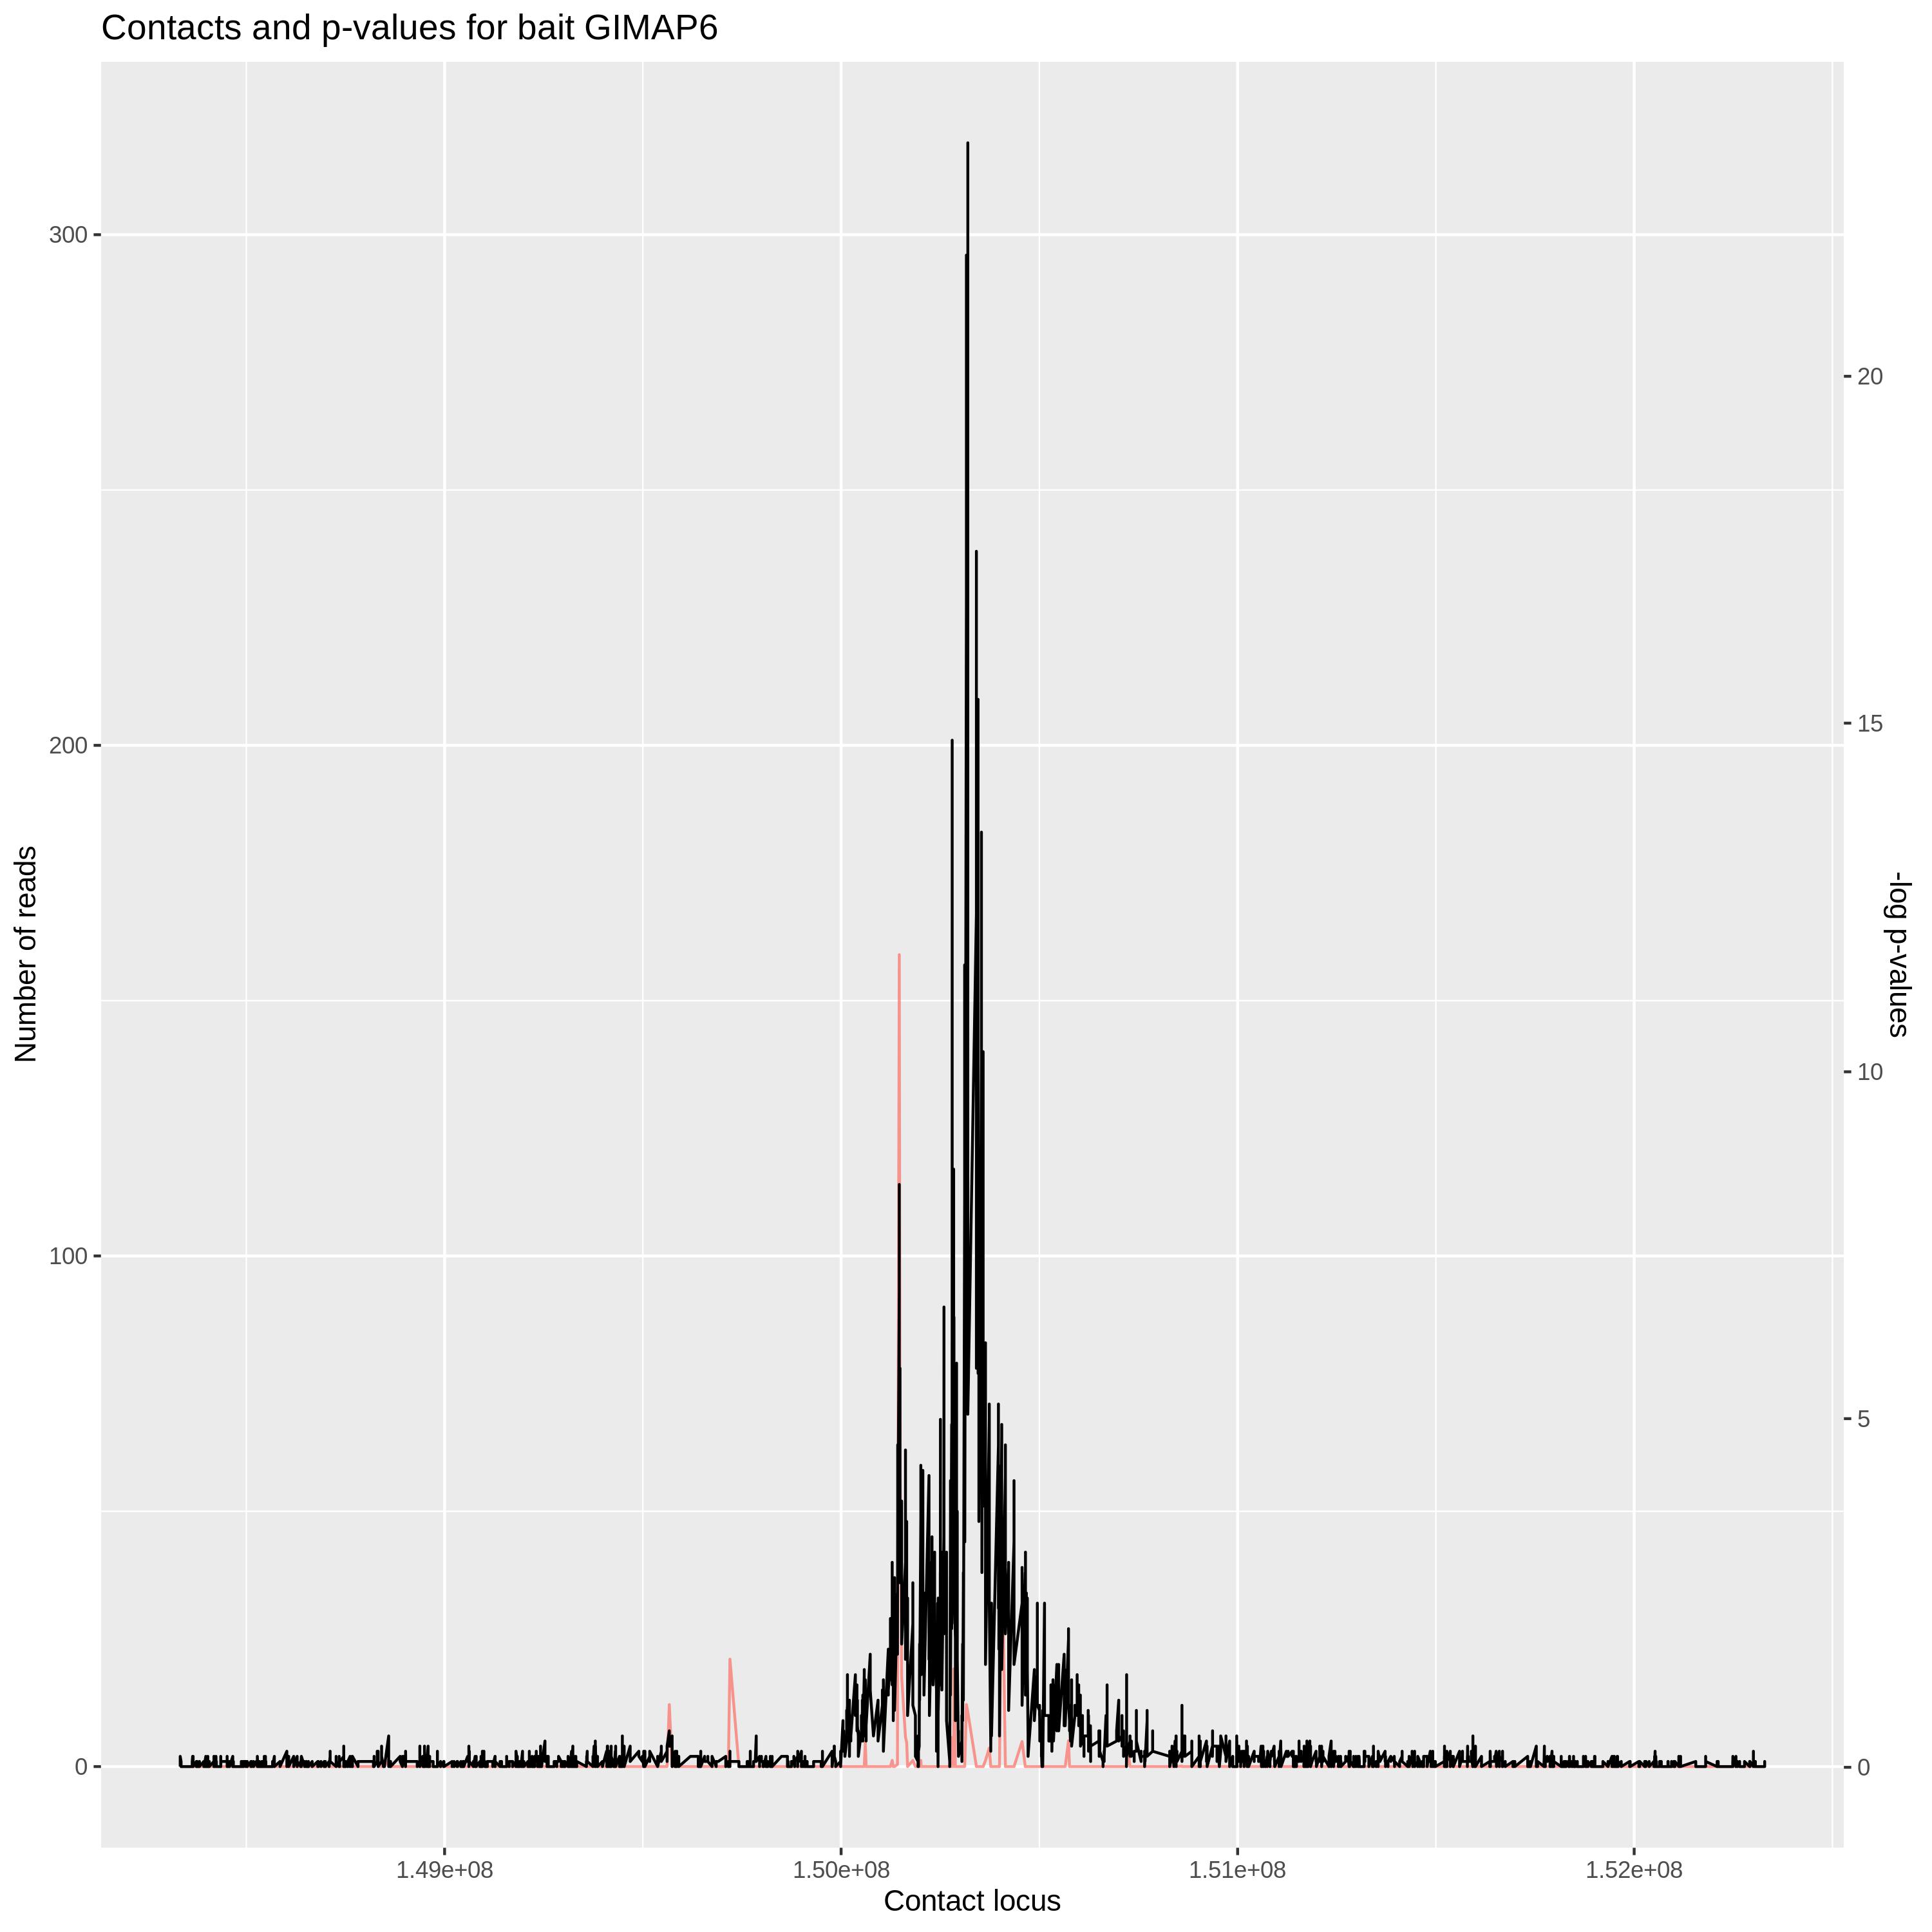 Contacts and p-values for bait GIMAP6
Number of reads
300
200
100
0
-log p-values
20
15
10
5
0
1.49e+08
1.50e+08
1.51e+08
1.52e+08
Contact locus